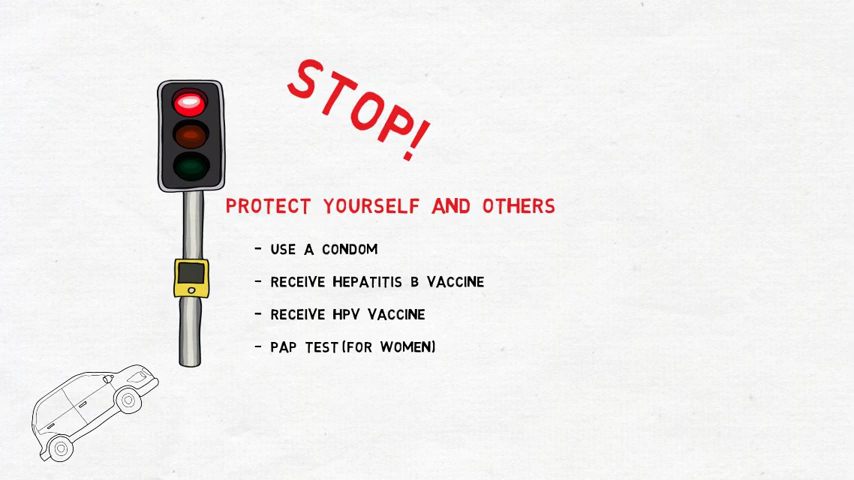 STOP!
PROTECT YOURSELF AND OTHERS
- USE A CONDOM
- RECEIVE HEPATITIS B VACCINE
- RECEIVE HPV VACCINE
- PAP TEST(FOR WOMEN)